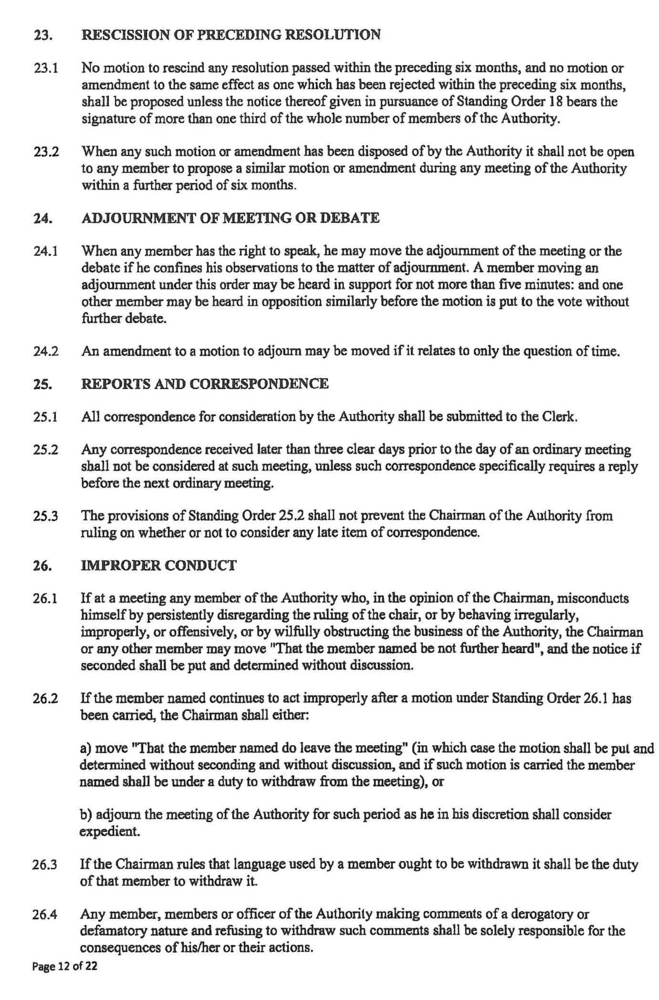 23. RESCISSION OF PRECEDING RESOLUTION
23.1 No motion to rescind any resolution passed within the preceding six months, and no motion or
amendment to the same effect as one which has been rejected within the preceding six months,
shall be proposed unless the notice thereof given in pursuance of Standing Order 18 bears the
signature of more than one third of the whole number of members of the Authority.
23.2 When any such motion or amendment has been disposed of by the Authority it shall not be open
to any member to propose a similar motion or amendment during any meeting of the Authority
within a further period of six months.
24. ADJOURNMENT OF MEETING OR DEBATE
24.1 When any member has the right to speak, he may move the adjournment of the meeting or the
debate if he confines his observations to the matter of adjournment. A member moving an
adjournment under this order may be heard in support for not more than five minutes: and one
other member may be heard in opposition similarly before the motion is put to the vote without
further debate.
24.2 An amendment to a motion to adjourn may be moved if it relates to only the question of time.
25. REPORTS AND CORRESPONDENCE
25.1 All correspondence for consideration by the Authority shall be submitted to the Clerk.
25.2 Any correspondence received later than three clear days prior to the day of an ordinary meeting
shall not be considered at such meeting, unless such correspondence specifically requires a reply
before the next ordinary meeting.
25.3 The provisions of Standing Order 25.2 shall not prevent the Chairman of the Authority from
ruling on whether or not to consider any late item of correspondence.
26. IMPROPER CONDUCT
26.1 If at a meeting any member of the Authority who, in the opinion of the Chairman, misconducts
himself by persistently disregarding the ruling of the chair, or by behaving irregularly,
improperly, or offensively, or by wilfully obstructing the business of the Authority, the Chairman
or any other member may move "That the member named be not further heard", and the notice if
seconded shall be put and determined without discussion.
26.2 If the member named continues to act improperly after a motion under Standing Order 26.1 has
been carried, the Chairman shall either:
a) move "That the member named do leave the meeting" (in which case the motion shall be put and
determined without seconding and without discussion, and if such motion is carried the member
named shall be under a duty to withdraw from the meeting), or
b) adjourn the meeting of the Authority for such period as he in his discretion shall consider
expedient.
26.3 If the Chairman rules that language used by a member ought to be withdrawn it shall be the duty
of that member to withdraw it.
26.4 Any member, members or officer of the Authority making comments of a derogatory or
defamatory nature and refusing to withdraw such comments shall be solely responsible for the
consequences of his/her or their actions.
Page 12 of 22